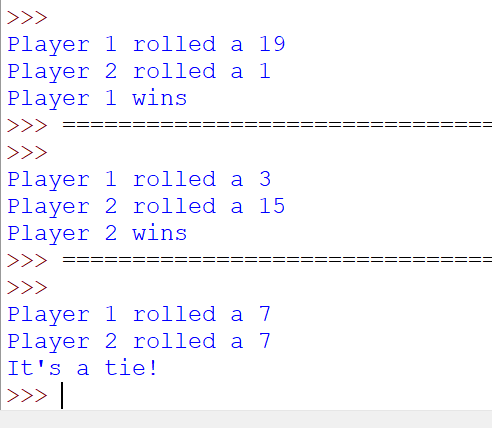 >>>
Player 1 rolled a 19
Player 2 rolled a 1
Player 1 wins
>>> ===============================
>>>
Player 1 rolled a 3
Player 2 rolled a 15
Player 2 wins
>>> ===============================
>>>
Player 1 rolled a 7
Player 2 rolled a 7
It's a tie!
>>>